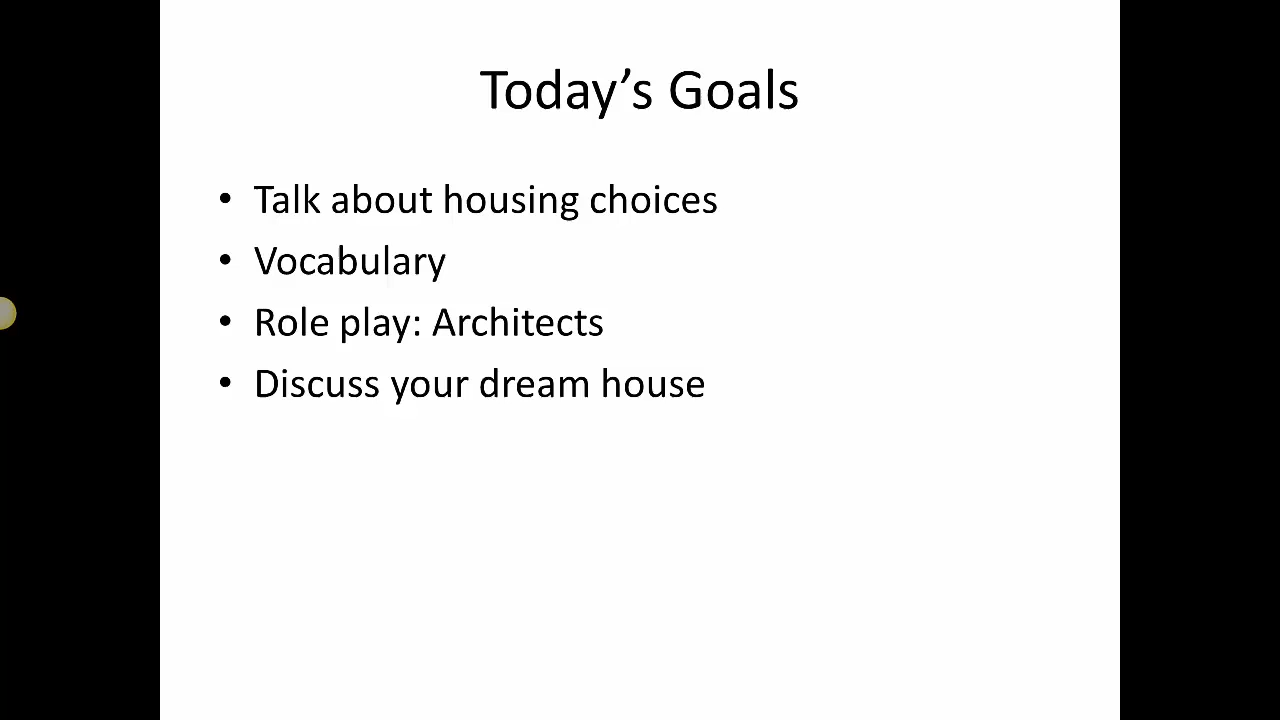 Today’s Goals
• Talk about housing choices
• Vocabulary
• Role play: Architects
• Discuss your dream house